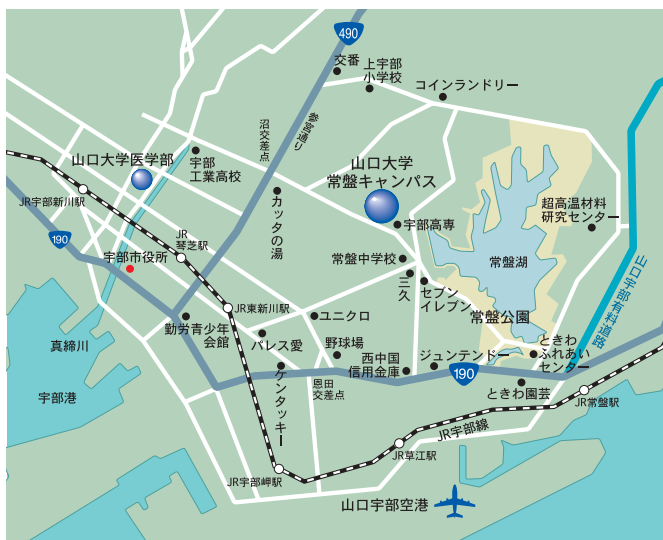 490
交番
上宇部
小学校
コインランドリー
参宮通り
沼交差点
山口大学医学部
宇部
工業高校
山口大学
常盤キャンパス
JR宇部新川駅
カッタの湯
超高温材料
研究センター
宇部高専
190
JR
琴芝駅
宇部市役所
常盤中学校
常盤湖
三久
セブン
イレブン
山口宇部有料道路
JR東新川駅
ユニクロ
常盤公園
勤労青少年
会館
パレス愛
野球場
真締川
西中国
信用金庫
ジュンテンドー
ときわ
ふれあい
センター
190
ケンタッキー
恩田
交差点
宇部港
ときわ園芸
JR常盤駅
JR宇部線
JR草江駅
JR宇部岬駅
山口宇部空港